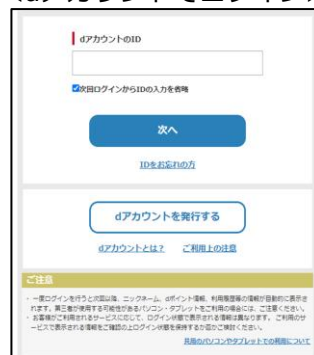 dアカウントのID
次回ログインからIDの入力を省略
次へ
IDをお忘れの方
dアカウントを発行する
dアカウントとは？ ご利用上の注意
ご注意
・一度ログインを行うと次回以降、ニックネーム、dポイント情報、利用履歴等の情報が自動的に表示さ
れます。第三者が使用する可能性があるパソコン・タブレットをご利用の場合には、ご注意ください。
・お客様がご利用されるサービスに応じて、ログイン状態で表示される情報は異なります。ご利用のサ
ービスで表示される情報をご確認の上ログイン状態を保持するか否かご検討ください。
共用のパソコンやタブレットでの利用について